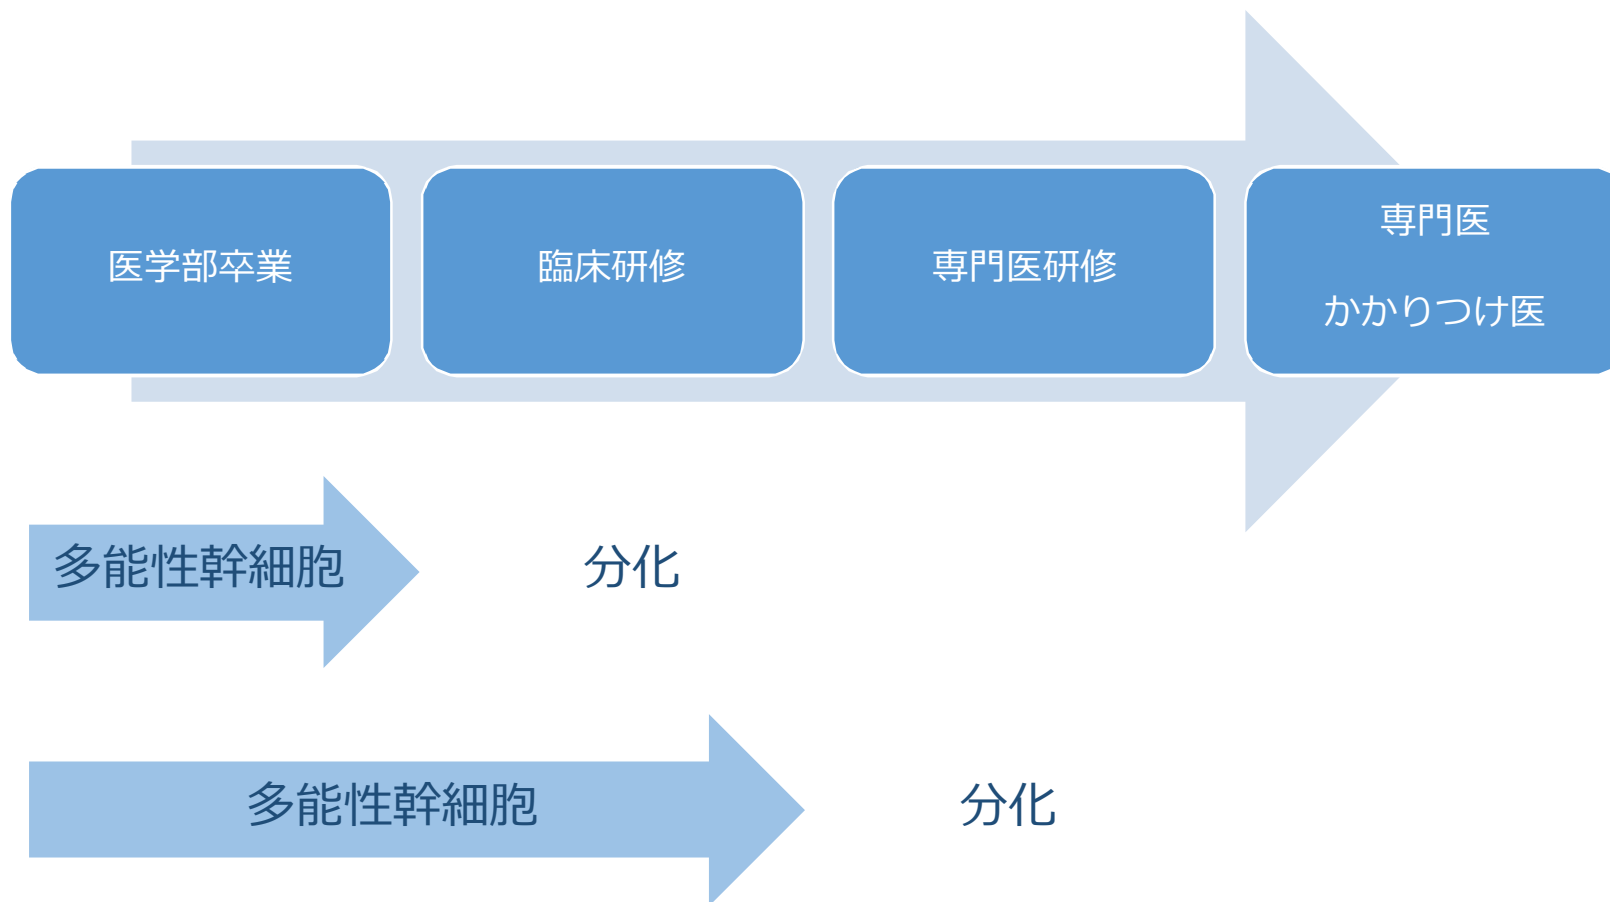 医学部卒業
臨床研修
専門医研修
専門医
かかりつけ医
多能性幹細胞
分化
多能性幹細胞
分化